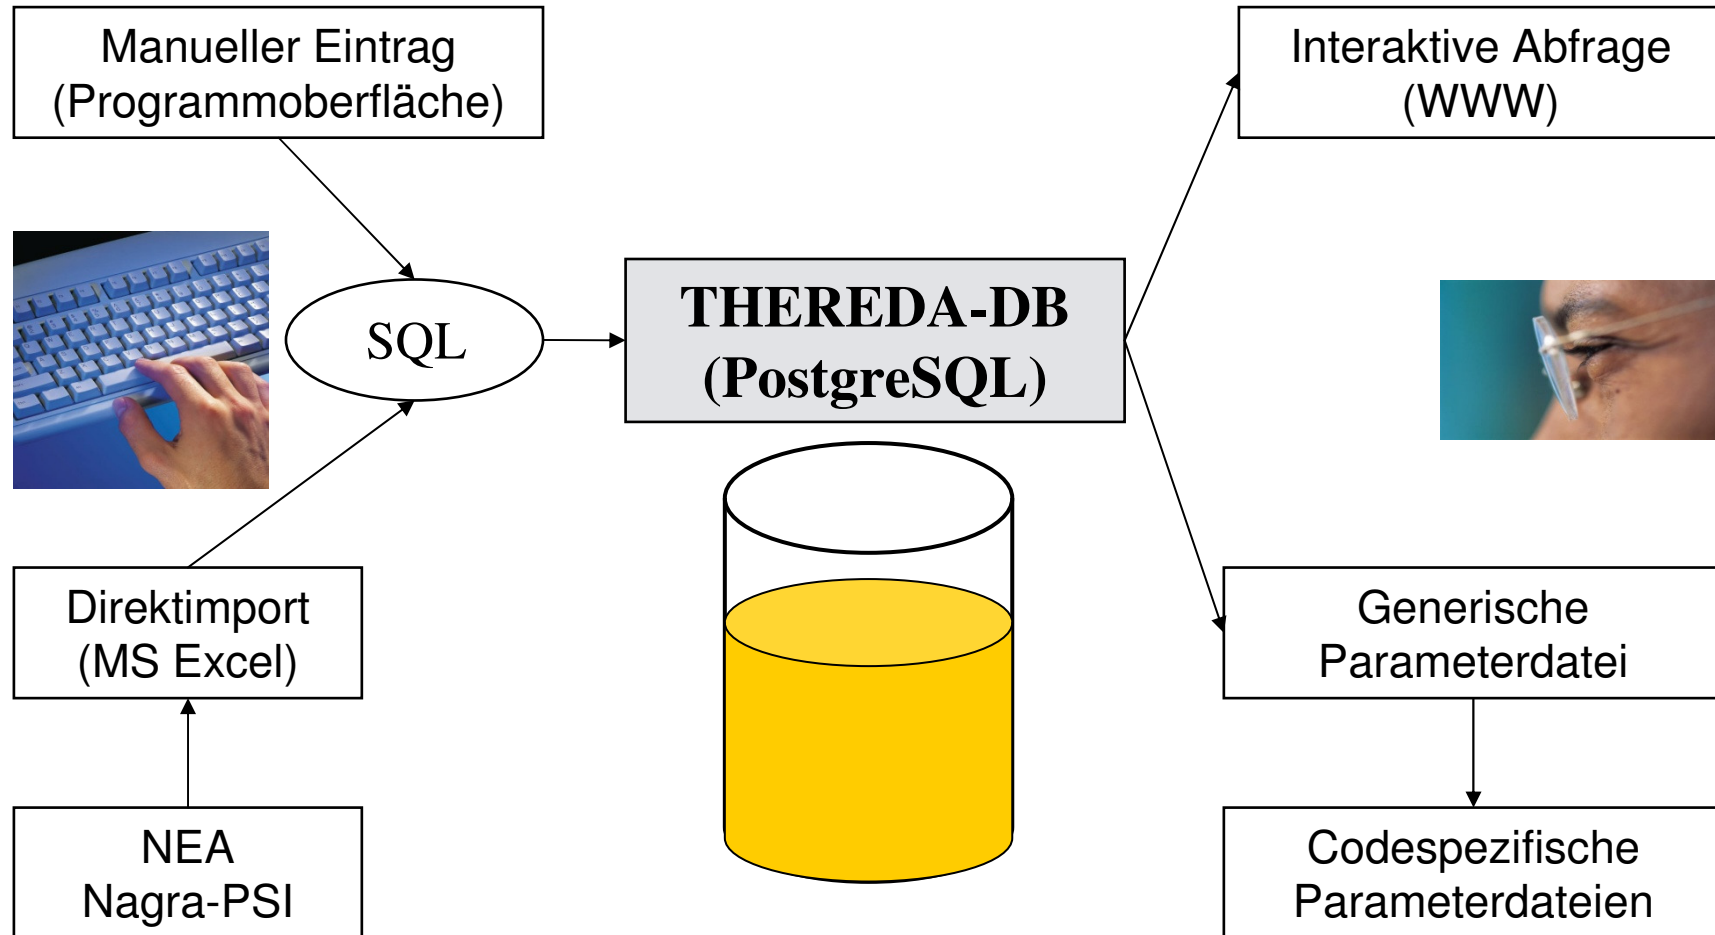 Manueller Eintrag
(Programmoberfläche)
Interaktive Abfrage
(WWW)
SQL
THEREDA-DB
(PostgreSQL)
Direktimport
(MS Excel)
Generische
Parameterdatei
NEA
Nagra-PSI
Codespezifische
Parameterdateien